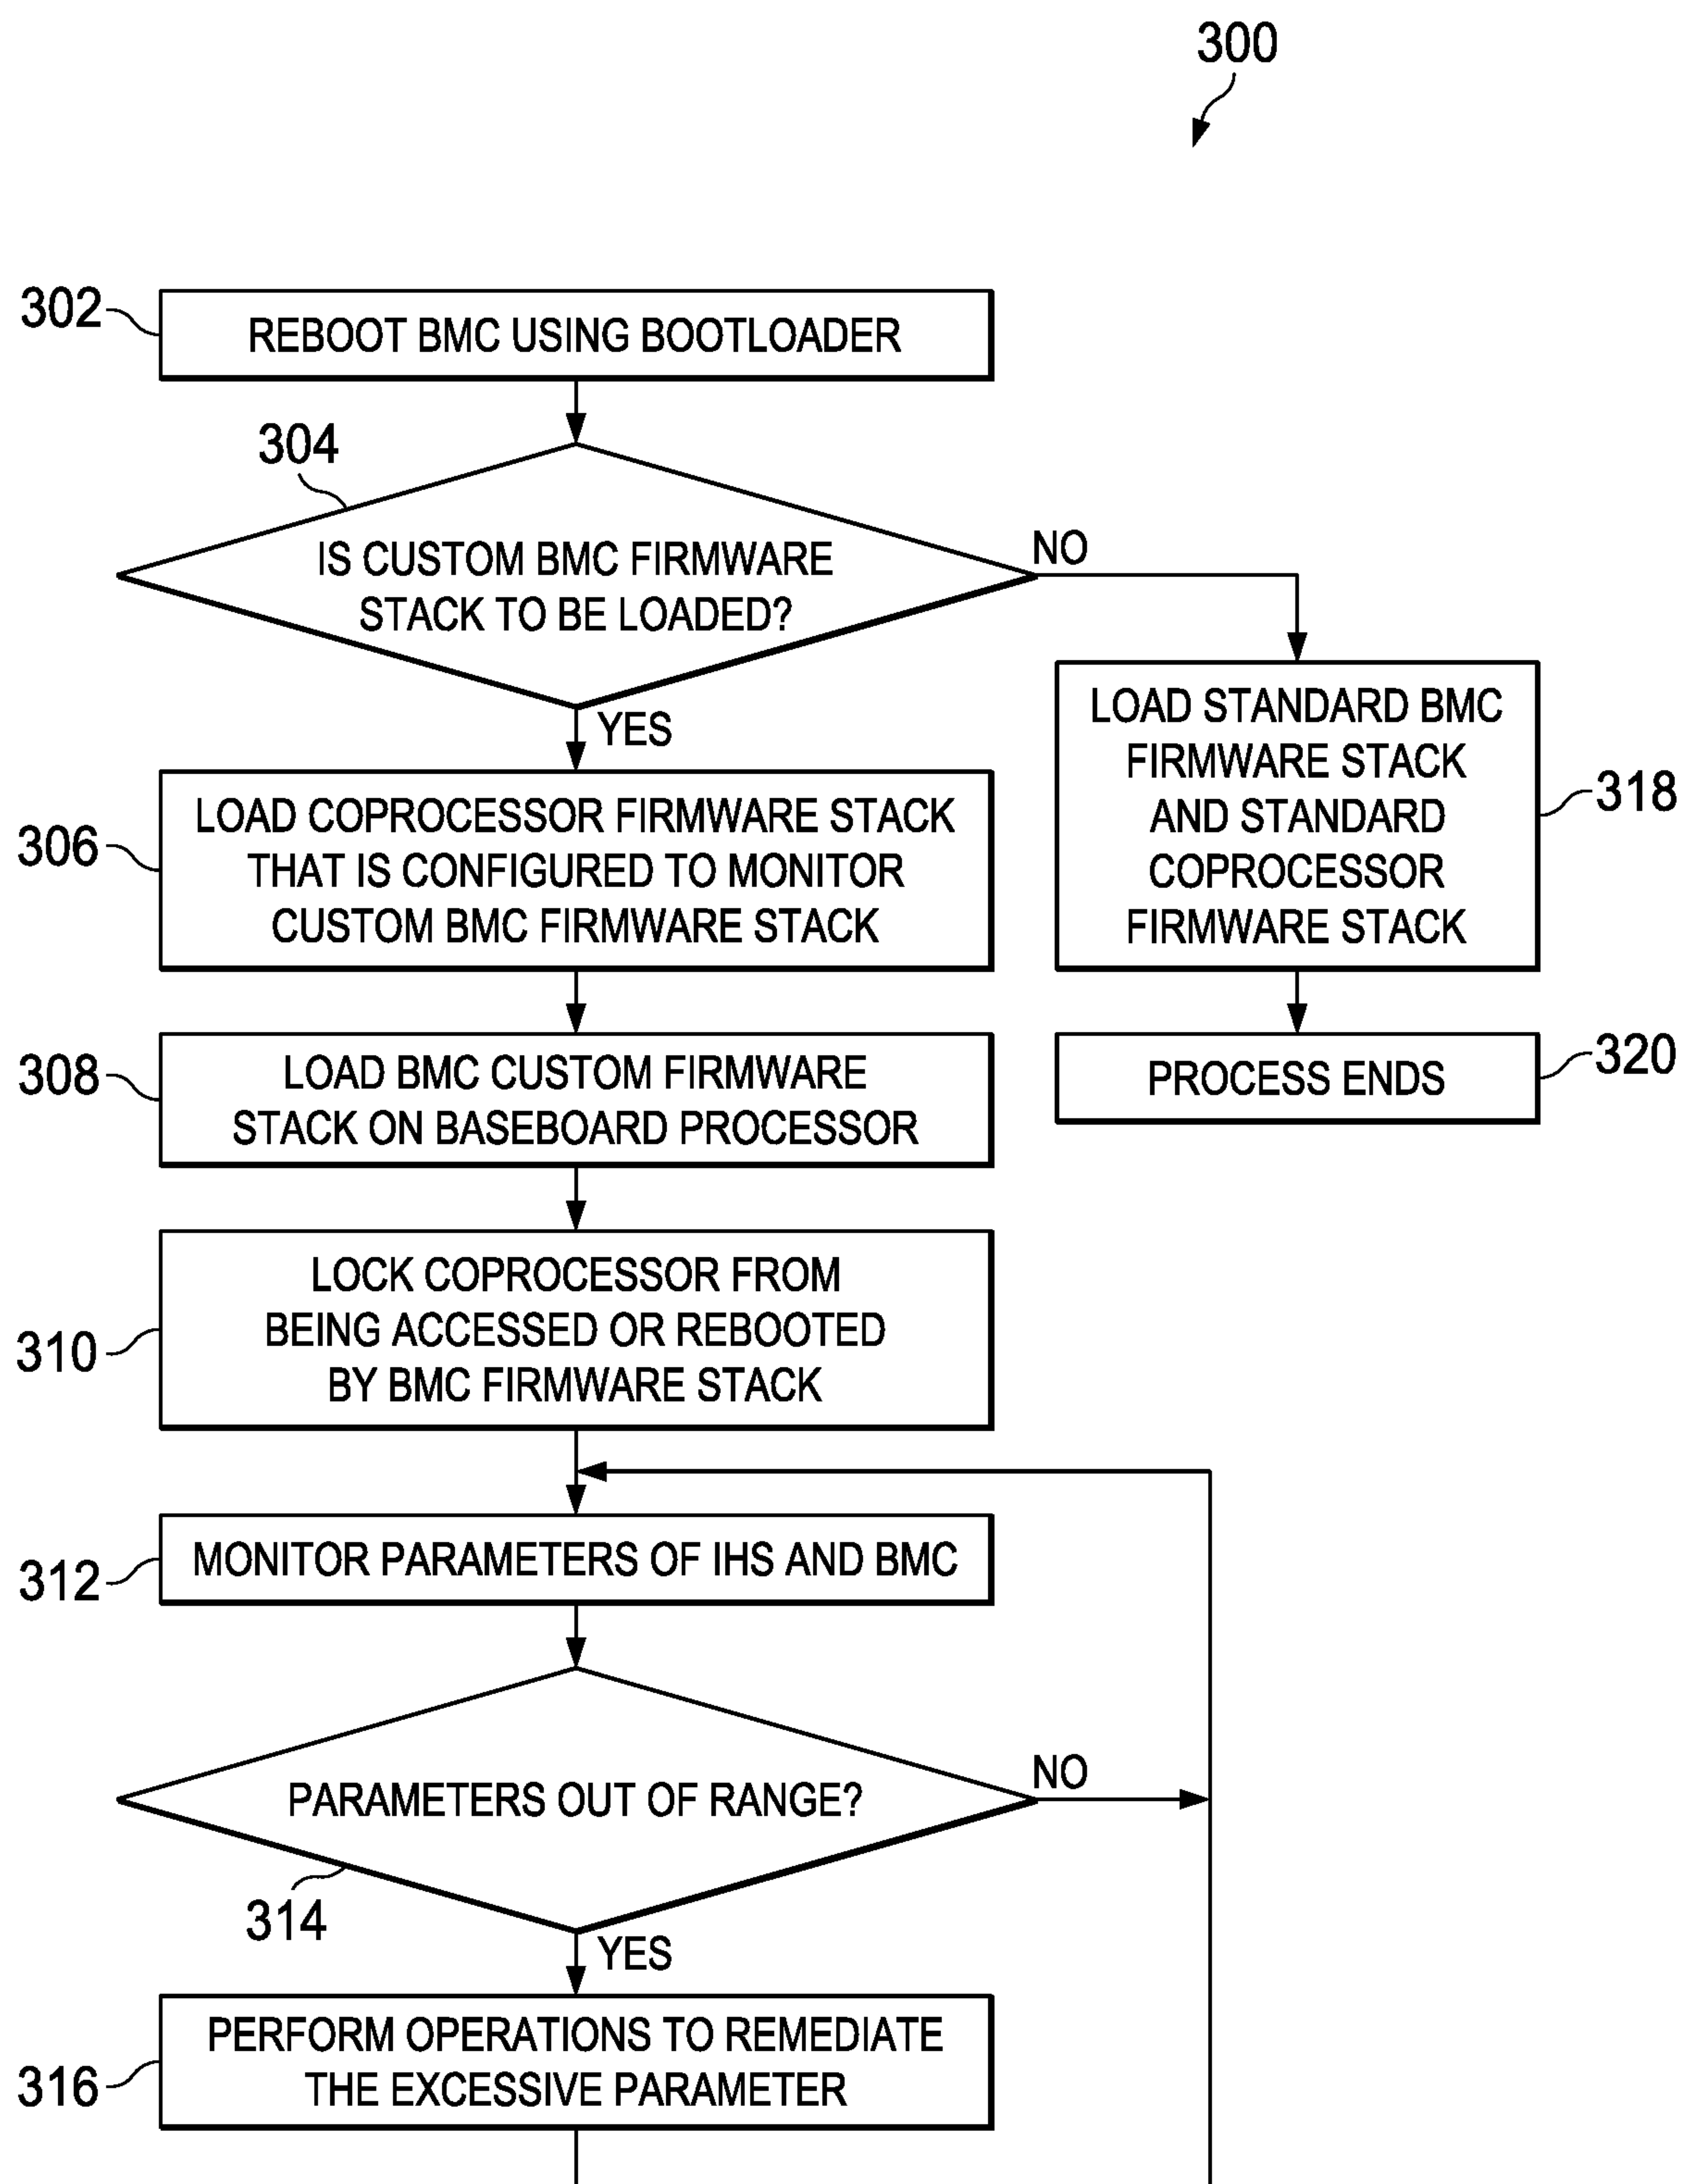 300
302
REBOOT BMC USING BOOTLOADER
304
IS CUSTOM BMC FIRMWARE
STACK TO BE LOADED?
NO
YES
LOAD STANDARD BMC
FIRMWARE STACK
AND STANDARD
COPROCESSOR
FIRMWARE STACK
318
306
LOAD COPROCESSOR FIRMWARE STACK
THAT IS CONFIGURED TO MONITOR
CUSTOM BMC FIRMWARE STACK
308
LOAD BMC CUSTOM FIRMWARE
STACK ON BASEBOARD PROCESSOR
PROCESS ENDS
320
310
LOCK COPROCESSOR FROM
BEING ACCESSED OR REBOOTED
BY BMC FIRMWARE STACK
312
MONITOR PARAMETERS OF IHS AND BMC
PARAMETERS OUT OF RANGE?
NO
314
YES
316
PERFORM OPERATIONS TO REMEDIATE
THE EXCESSIVE PARAMETER